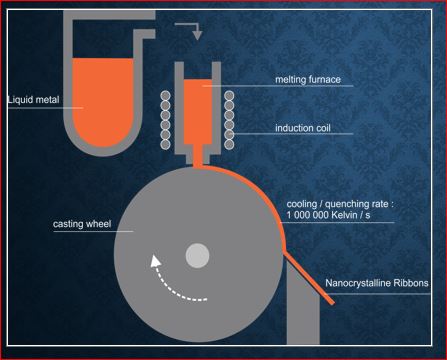 melting furnace
Liquid metal
induction coil
cooling / quenching rate :
1 000 000 Kelvin / s
casting wheel
Nanocrystalline Ribbons